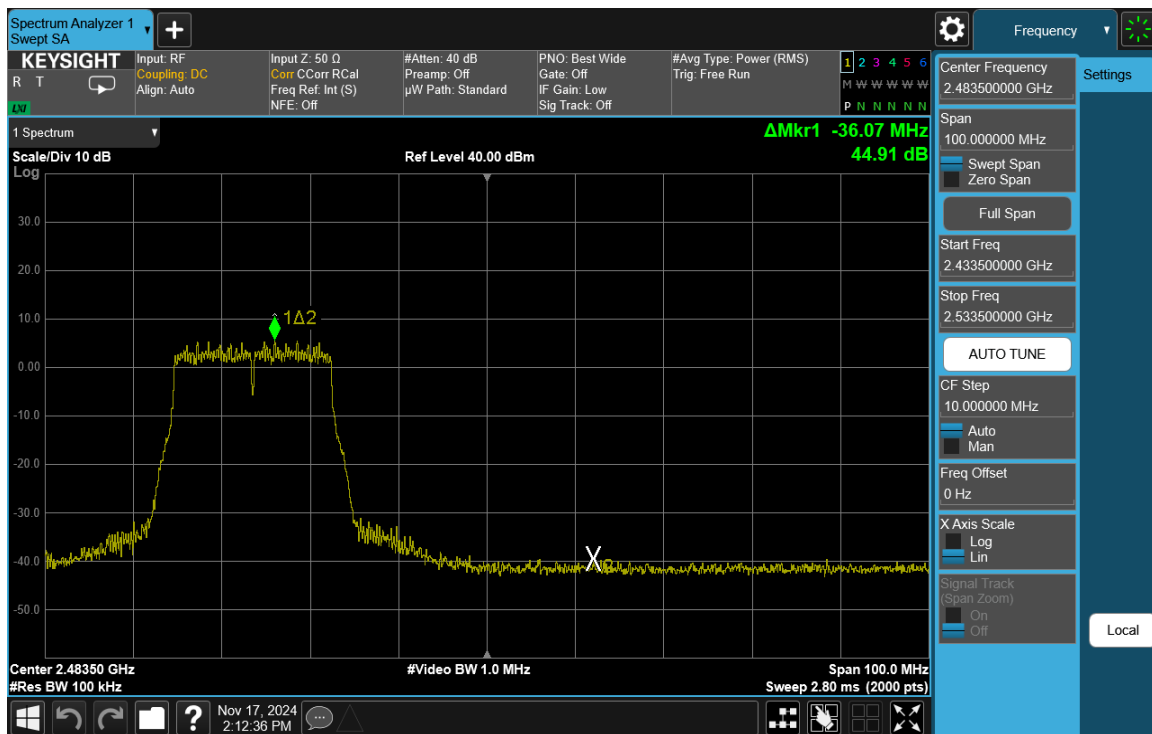 Spectrum Analyzer 1
Swept SA
Frequency
KEYSIGHT
R T
LXI
Input: RF
Coupling: DC
Align: Auto
Input Z: 50 Ω
Corr CCorr RCal
Freq Ref: Int (S)
NFE: Off
#Atten: 40 dB
Preamp: Off
µW Path: Standard
PNO: Best Wide
Gate: Off
IF Gain: Low
Sig Track: Off
#Avg Type: Power (RMS)
Trig: Free Run
1 2 3 4 5 6
M W W W W W
P N N N N N
1 Spectrum
ΔMkr1 -36.07 MHz
44.91 dB
Scale/Div 10 dB
Ref Level 40.00 dBm
Log
30.0
20.0
10.0
0.00
-10.0
-20.0
-30.0
-40.0
-50.0
1Δ2
X
Center 2.48350 GHz
#Video BW 1.0 MHz
Span 100.0 MHz
#Res BW 100 kHz
Sweep 2.80 ms (2000 pts)
Nov 17, 2024
2:12:36 PM
Center Frequency
2.483500000 GHz
Settings
Span
100.000000 MHz
Swept Span
Zero Span
Full Span
Start Freq
2.433500000 GHz
Stop Freq
2.533500000 GHz
AUTO TUNE
CF Step
10.000000 MHz
Auto
Man
Freq Offset
0 Hz
X Axis Scale
Log
Lin
Signal Track
(Span Zoom)
On
Off
Local